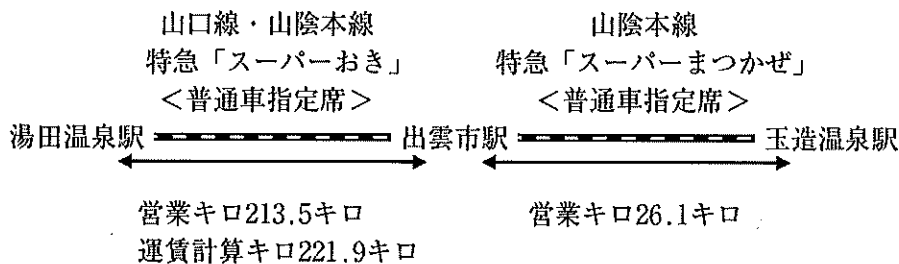 山口線・山陰本線
特急「スーパーおき」
<普通車指定席>
山陰本線
特急「スーパーまつかぜ」
<普通車指定席>
湯田温泉駅 出雲市駅 玉造温泉駅
営業キロ213.5キロ
運賃計算キロ221.9キロ
営業キロ26.1キロ